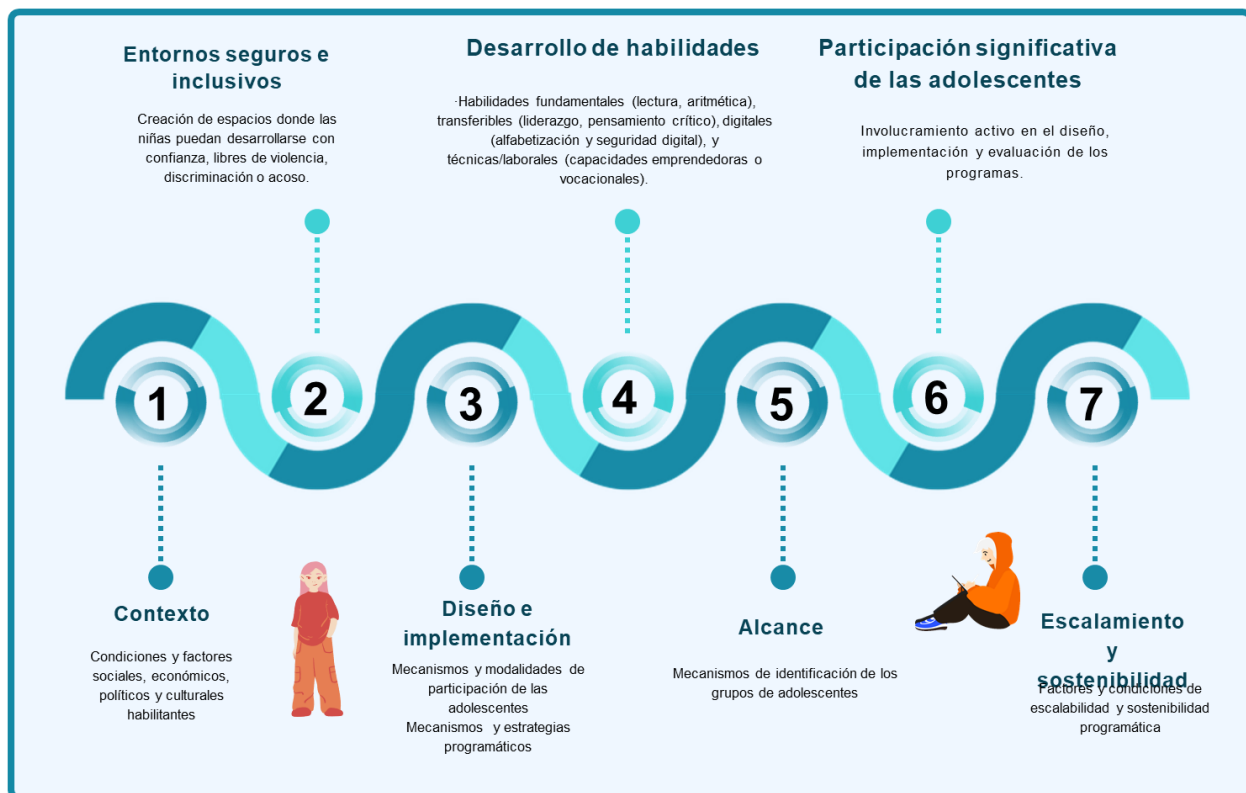 Entornos seguros e
inclusivos
Creación de espacios donde las
niñas puedan desarrollarse con
confianza, libres de violencia,
discriminación o acoso.
Desarrollo de habilidades
·Habilidades fundamentales (lectura, aritmética),
transferibles (liderazgo, pensamiento crítico), digitales
(alfabetización y seguridad digital), y
técnicas/laborales (capacidades emprendedoras o
vocacionales).
Participación significativa
de las adolescentes
Involucramiento activo en el diseño,
implementación y evaluación de los
programas.
1
2
3
4
5
6
7
Contexto
Condiciones y factores
sociales, económicos,
políticos y culturales
habilitantes
Diseño e
implementación
Mecanismos y modalidades de
participación de las
adolescentes
Mecanismos y estrategias
programáticos
Alcance
Mecanismos de identificación de los
grupos de adolescentes
Escalamiento
y
sostenibilidad
Factores y condiciones de
escalabilidad y sostenibilidad
programática